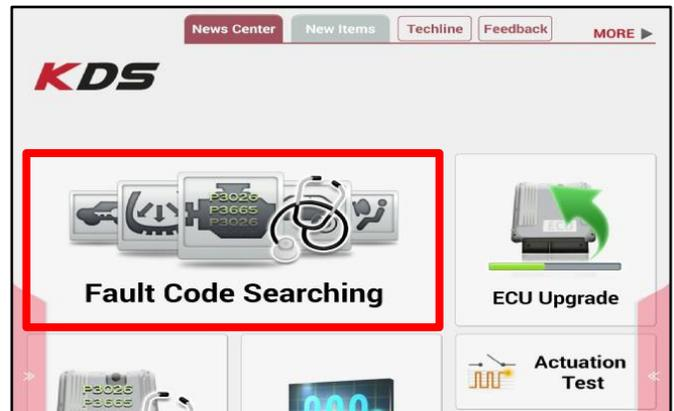 News Center
New Items
Techline
Feedback
MORE
KDS
P3026
P3665
P3026
Fault Code Searching
ECU
ECU Upgrade
P3026
P3665
Actuation
Test